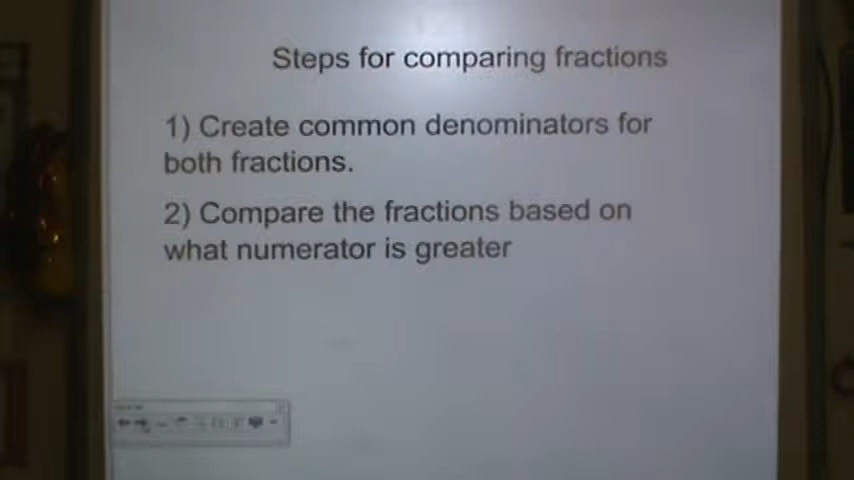 Steps for comparing fractions
1) Create common denominators for
both fractions.
2) Compare the fractions based on
what numerator is greater